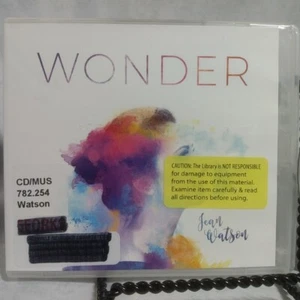 WONDER
CAUTION: The Library is NOT RESPONSIBLE
for damage to equipment
from the use of this material.
Examine item carefully & read
all directions before using.
CD/MUS
782.254
Watson
Jean
Watson